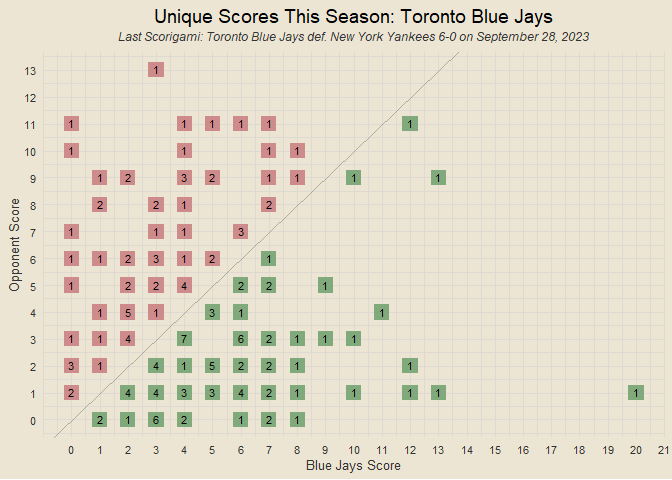 Unique Scores This Season: Toronto Blue Jays
Last Scorigami: Toronto Blue Jays def. New York Yankees 6-0 on September 28, 2023
13 1
12
11 1 1 1 1 1 1
10 1 1 1 1
9 1 2 3 2 1 1 1 1
8 2 2 1 2
7 1 1 1 3
6 1 1 2 3 1 2 1
5 1 2 2 4 2 2 1
4 1 5 1 3 1 1
3 1 1 4 7 6 2 1 1 1
2 3 1 4 1 5 2 2 1 1
1 2 4 4 3 3 4 2 1 1 1 1 1
0 2 1 6 2 1 2 1
0 1 2 3 4 5 6 7 8 9 10 11 12 13 14 15 16 17 18 19 20 21
Blue Jays Score
Opponent Score